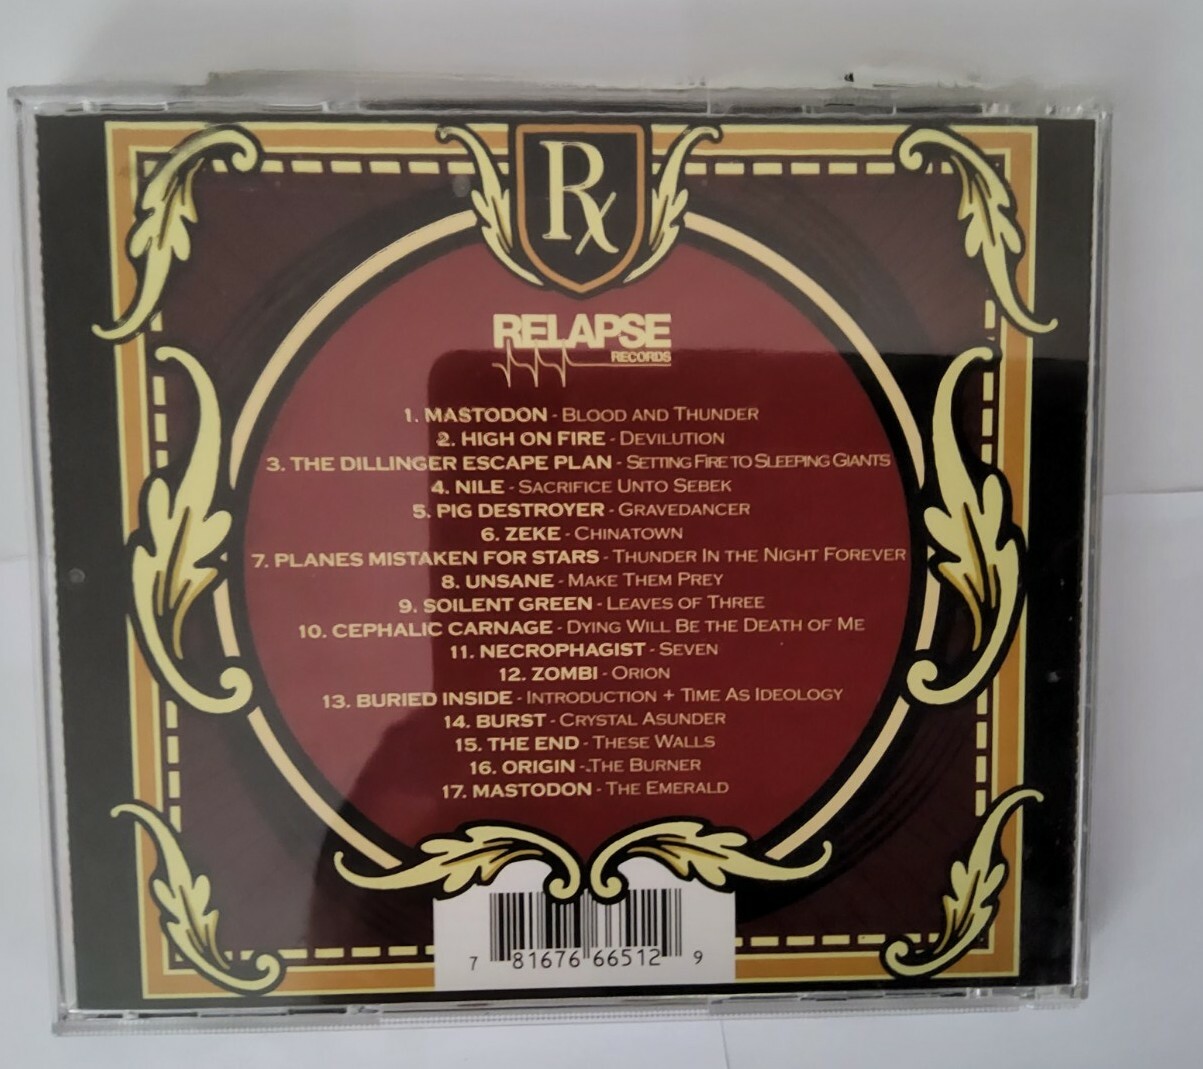 Rx
RELAPSE
RECORDS
1. MASTODON - BLOOD AND THUNDER
2. HIGH ON FIRE - DEVILUTION
3. THE DILLINGER ESCAPE PLAN - SETTING FIRE TO SLEEPING GIANTS
4. NILE - SACRIFICE UNTO SEBEK
5. PIG DESTROYER - GRAVEDANCER
6. ZEKE - CHINATOWN
7. PLANES MISTAKEN FOR STARS - THUNDER IN THE NIGHT FOREVER
8. UNSANE - MAKE THEM PREY
9. SOILENT GREEN - LEAVES OF THREE
10. CEPHALIC CARNAGE - DYING WILL BE THE DEATH OF ME
11. NECROPHAGIST - SEVEN
12. ZOMBI - ORION
13. BURIED INSIDE - INTRODUCTION + TIME AS IDEOLOGY
14. BURST - CRYSTAL ASUNDER
15. THE END - THESE WALLS
16. ORIGIN - THE BURNER
17. MASTODON - THE EMERALD
7 81676 66512 9